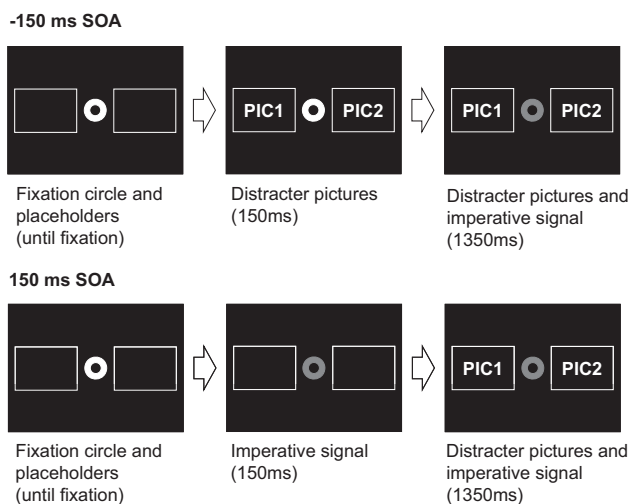 -150 ms SOA
PIC1 PIC2 PIC1 PIC2
Fixation circle and
placeholders
(until fixation)
Distracter pictures
(150ms)
Distracter pictures and
imperative signal
(1350ms)
150 ms SOA
PIC1 PIC2
Fixation circle and
placeholders
(until fixation)
Imperative signal
(150ms)
Distracter pictures and
imperative signal
(1350ms)